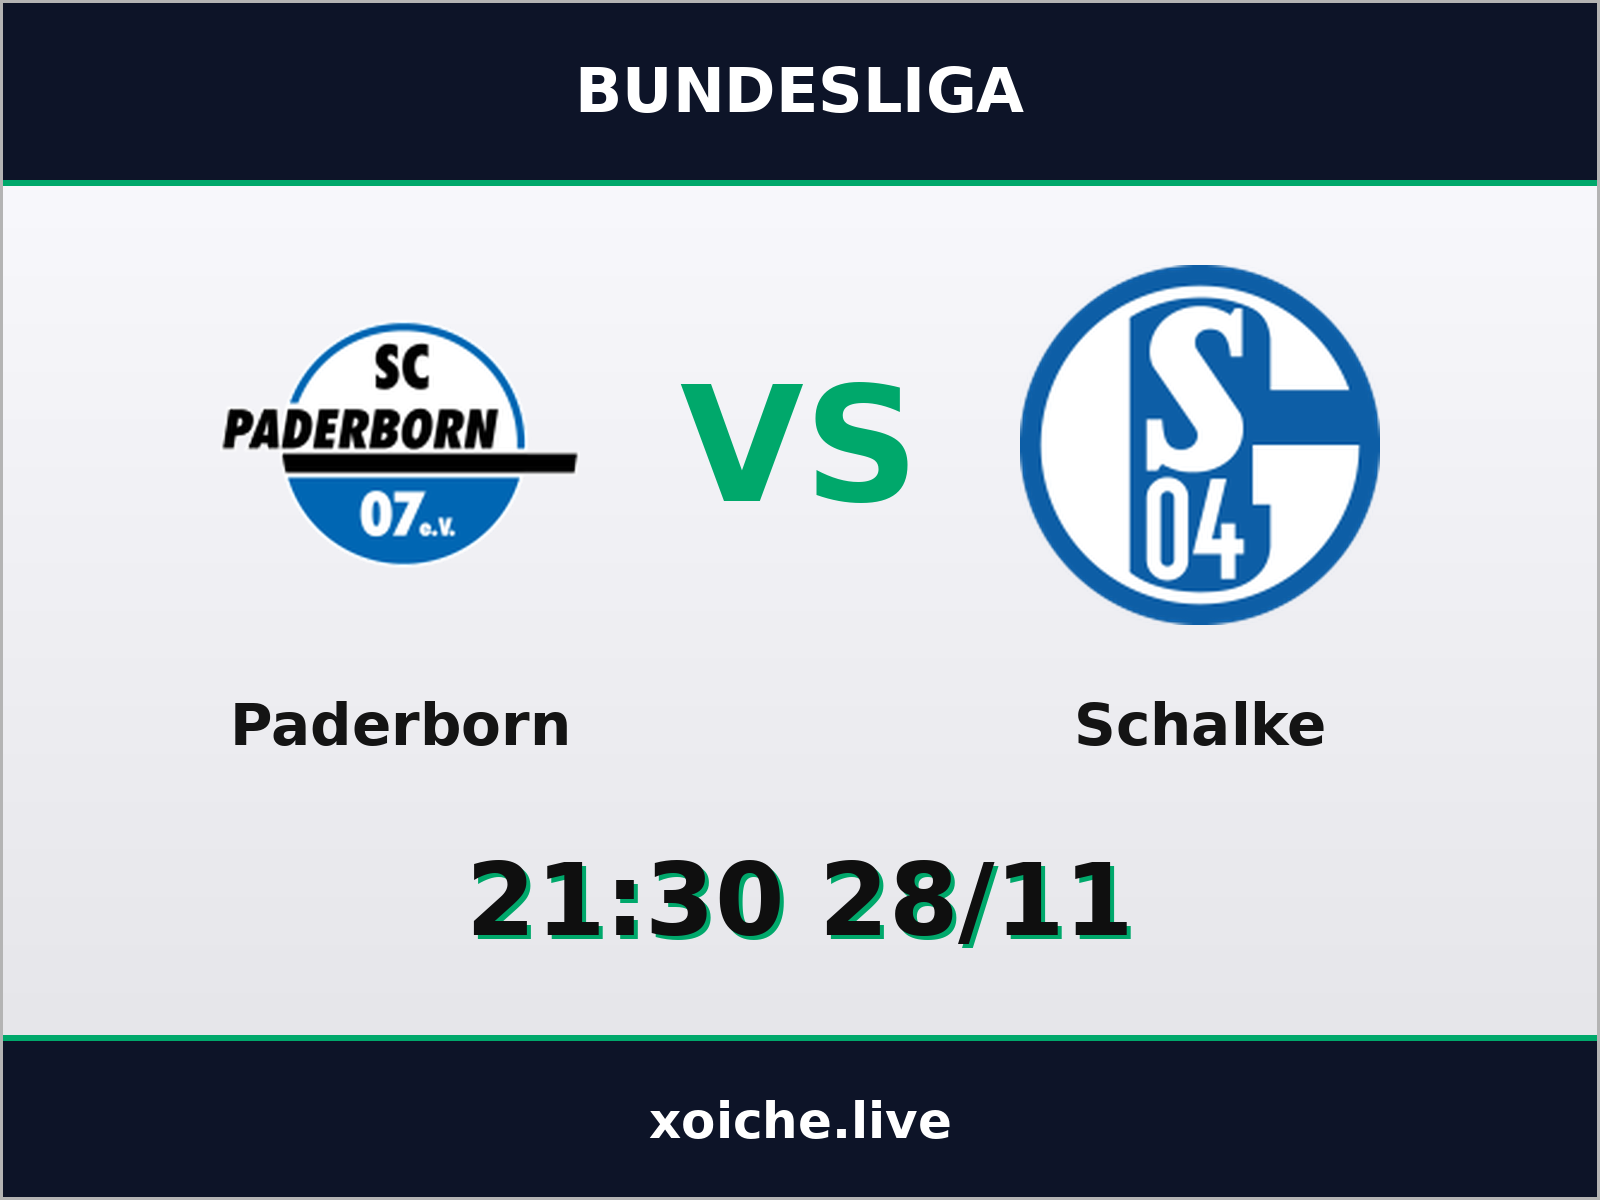 BUNDESLIGA
SC
PADERBORN
07 e.V.
VS
S
04
Paderborn
Schalke
21:30 28/11
xoiche.live